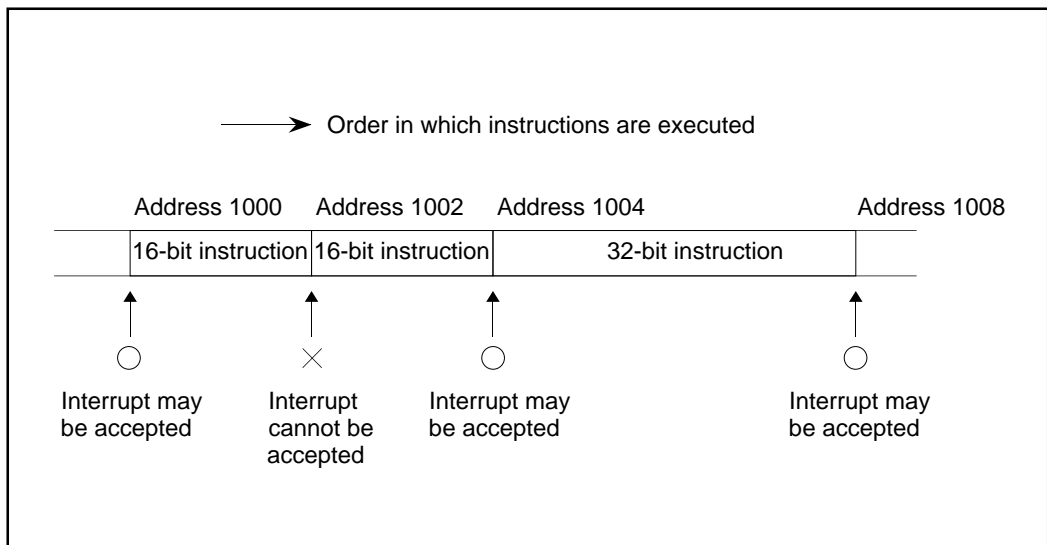 Order in which instructions are executed
Address 1000 Address 1002 Address 1004 Address 1008
16-bit instruction 16-bit instruction 32-bit instruction
Interrupt may
be accepted
Interrupt
cannot be
accepted
Interrupt may
be accepted
Interrupt may
be accepted